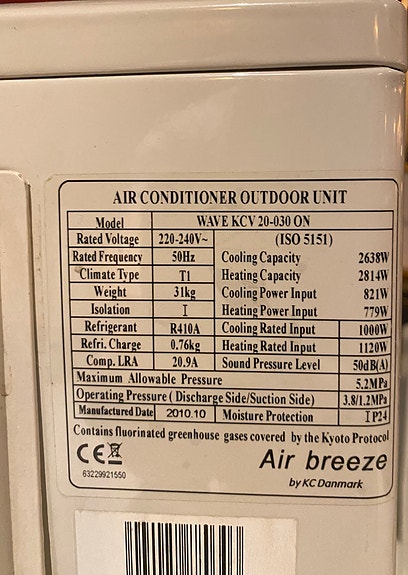 AIR CONDITIONER OUTDOOR UNIT
Model WAVE KCV 20-030 ON
Rated Voltage 220-240V~ (ISO 5151)
Rated Frequency 50Hz Cooling Capacity 2638W
Climate Type T1 Heating Capacity 2814W
Weight 31kg Cooling Power Input 821W
Isolation I Heating Power Input 779W
Refrigerant R410A Cooling Rated Input 1000W
Refri. Charge 0.76kg Heating Rated Input 1120W
Comp. LRA 20.9A Sound Pressure Level 50dB(A)
Maximum Allowable Pressure 5.2MPa
Operating Pressure ( Discharge Side/Suction Side) 3.8/1.2MPa
Manufactured Date 2010.10 Moisture Protection IP24
Contains fluorinated greenhouse gases covered by the Kyoto Protocol
CE
63229921550
Air breeze
by KC Danmark